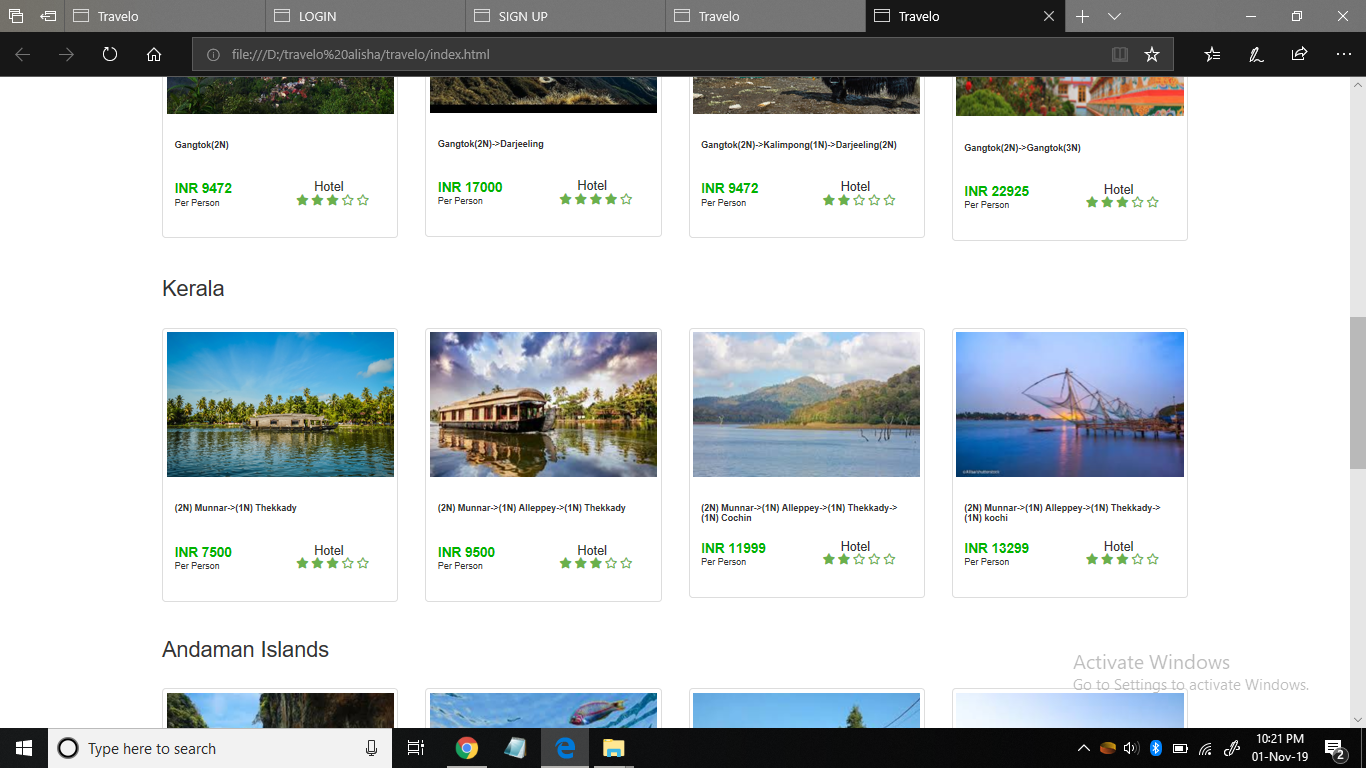 Travelo
LOGIN
SIGN UP
Travelo
Travelo
file:///D:/travelo%20alisha/travelo/index.html
Gangtok(2N)
INR 9472
Per Person
Hotel
Gangtok(2N)->Darjeeling
INR 17000
Per Person
Hotel
Gangtok(2N)->Kalimpong(1N)->Darjeeling(2N)
INR 9472
Per Person
Hotel
Gangtok(2N)->Gangtok(3N)
INR 22925
Per Person
Hotel
Kerala
(2N) Munnar->(1N) Thekkady
INR 7500
Per Person
Hotel
(2N) Munnar->(1N) Alleppey->(1N) Thekkady
INR 9500
Per Person
Hotel
(2N) Munnar->(1N) Alleppey->(1N) Thekkady->
(1N) Cochin
INR 11999
Per Person
Hotel
(2N) Munnar->(1N) Alleppey->(1N) Thekkady->
(1N) kochi
INR 13299
Per Person
Hotel
Andaman Islands
Activate Windows
Go to Settings to activate Windows.
Type here to search
10:21 PM
01-Nov-19
2